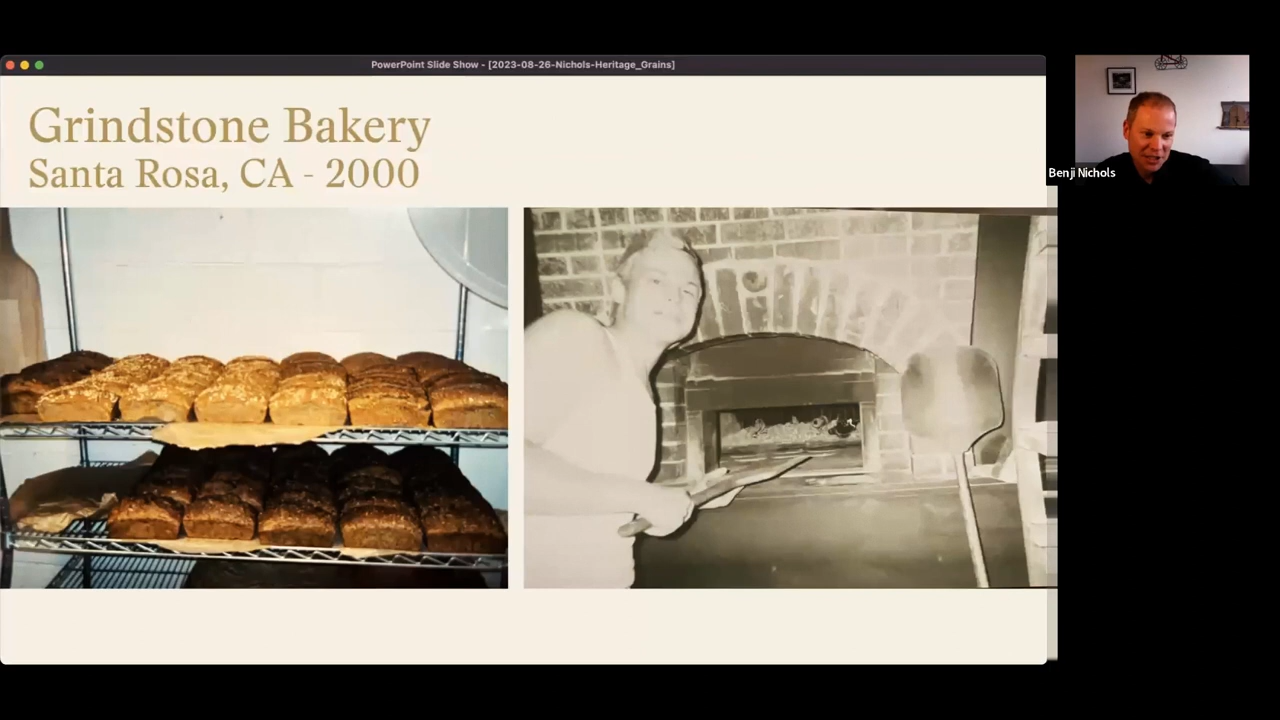 PowerPoint Slide Show - [2023-08-26-Nichols-Heritage_Grains]
Grindstone Bakery
Santa Rosa, CA - 2000
Benji Nichols